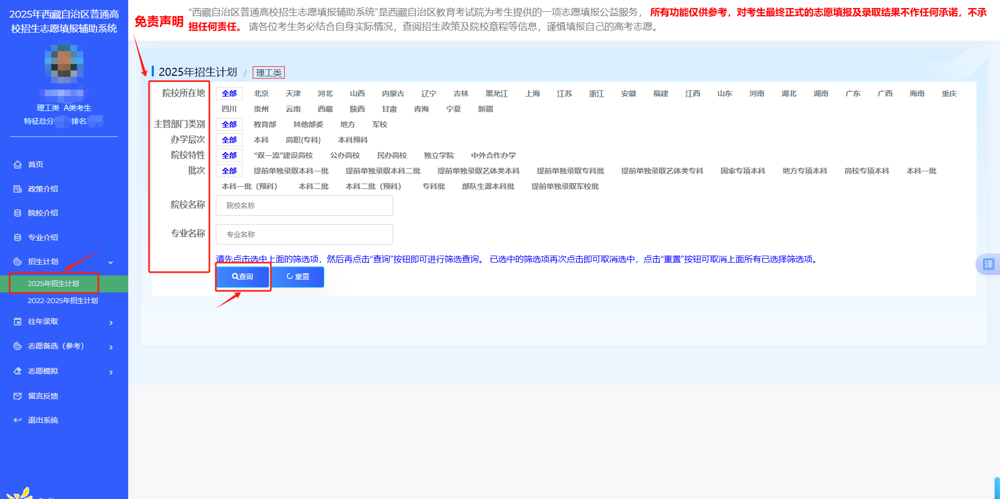 2025年西藏自治区普通高
校招生志愿填报辅助系统
理工类 A类考生
特征总分 排名
首页
政策介绍
院校介绍
专业介绍
招生计划
2025年招生计划
2022-2025年招生计划
往年录取
志愿备选（参考）
志愿模拟
留言反馈
退出系统
免责声明
“西藏自治区普通高校招生志愿填报辅助系统”是西藏自治区教育考试院为考生提供的一项志愿填报公益服务，所有功能仅供参考，对考生最终正式的志愿填报及录取结果不作任何承诺，不承
担任何责任。 请各位考生务必结合自身实际情况，查阅招生政策及院校章程等信息，谨慎填报自己的高考志愿。
2025年招生计划 / 理工类
院校所在地 全部 北京 天津 河北 山西 内蒙古 辽宁 吉林 黑龙江 上海 江苏 浙江 安徽 福建 江西 山东 河南 湖北 湖南 广东 广西 海南 重庆
四川 贵州 云南 西藏 陕西 甘肃 青海 宁夏 新疆
主管部门类别 全部 教育部 其他部委 地方 军校
办学层次 全部 本科 高职(专科) 本科预科
院校特性 全部 “双一流”建设高校 公办高校 民办高校 独立学院 中外合作办学
批次 全部 提前单独录取本科一批 提前单独录取本科二批 提前单独录取艺体类本科 提前单独录取专科批 提前单独录取艺体类专科 国家专项本科 地方专项本科 高校专项本科 本科一批
本科一批（预科） 本科二批 本科二批（预科） 专科批 部队生源本科批 提前单独录取军校批
院校名称 院校名称
专业名称 专业名称
请先点击选中上面的筛选项，然后再点击“查询”按钮即可进行筛选查询。 已选中的筛选项再次点击即可取消选中，点击“重置”按钮可取消上面所有已选择筛选项。
查询 重置
译